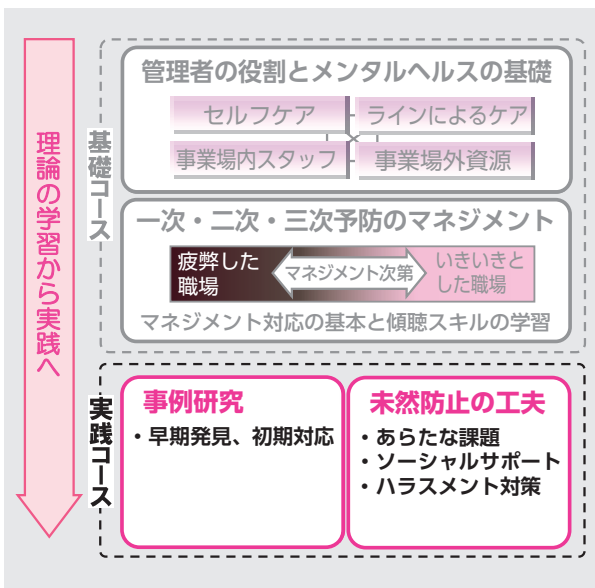 理論の学習から実践へ
基礎コース
管理者の役割とメンタルヘルスの基礎
セルフケア
ラインによるケア
事業場内スタッフ
事業場外資源
一次・二次・三次予防のマネジメント
疲弊した
職場
マネジメント次第
いきいきと
した職場
マネジメント対応の基本と傾聴スキルの学習
実践コース
事例研究
・早期発見、初期対応
未然防止の工夫
・あらたな課題
・ソーシャルサポート
・ハラスメント対策